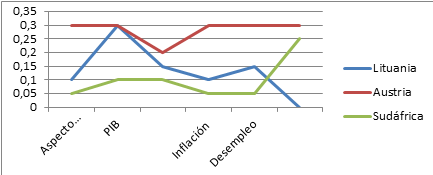 0,35
0,3
0,25
0,2
0,15
0,1
0,05
0
Aspecto...
PIB
Inflación
Desempleo
Lituania
Austria
Sudáfrica